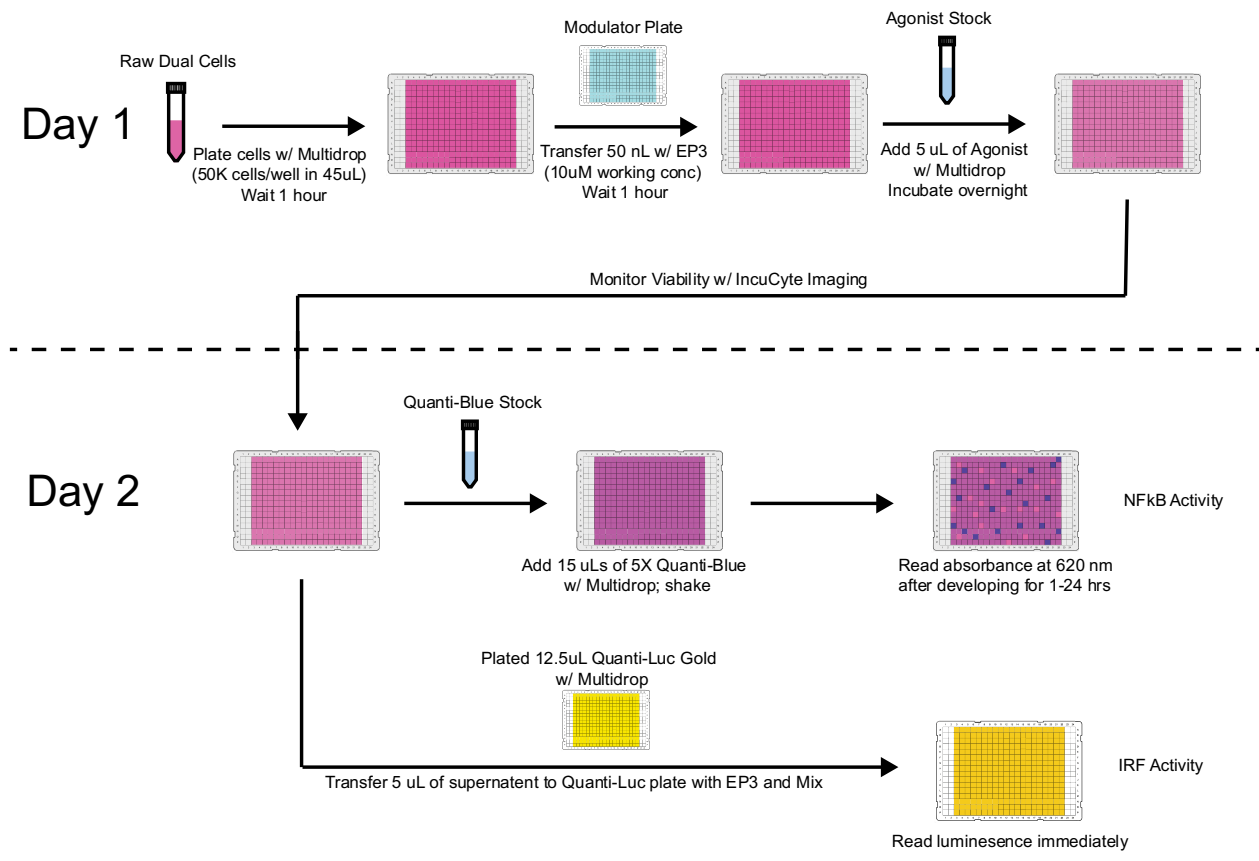 Modulator Plate
Agonist Stock
Raw Dual Cells
Day 1
Plate cells w/ Multidrop
(50K cells/well in 45uL)
Wait 1 hour
Transfer 50 nL w/ EP3
(10uM working conc)
Wait 1 hour
Add 5 uL of Agonist
w/ Multidrop
Incubate overnight
Monitor Viability w/ IncuCyte Imaging
Quanti-Blue Stock
Day 2
NFkB Activity
Add 15 uLs of 5X Quanti-Blue
w/ Multidrop; shake
Read absorbance at 620 nm
after developing for 1-24 hrs
Plated 12.5uL Quanti-Luc Gold
w/ Multidrop
Transfer 5 uL of supernatent to Quanti-Luc plate with EP3 and Mix
IRF Activity
Read luminesence immediately